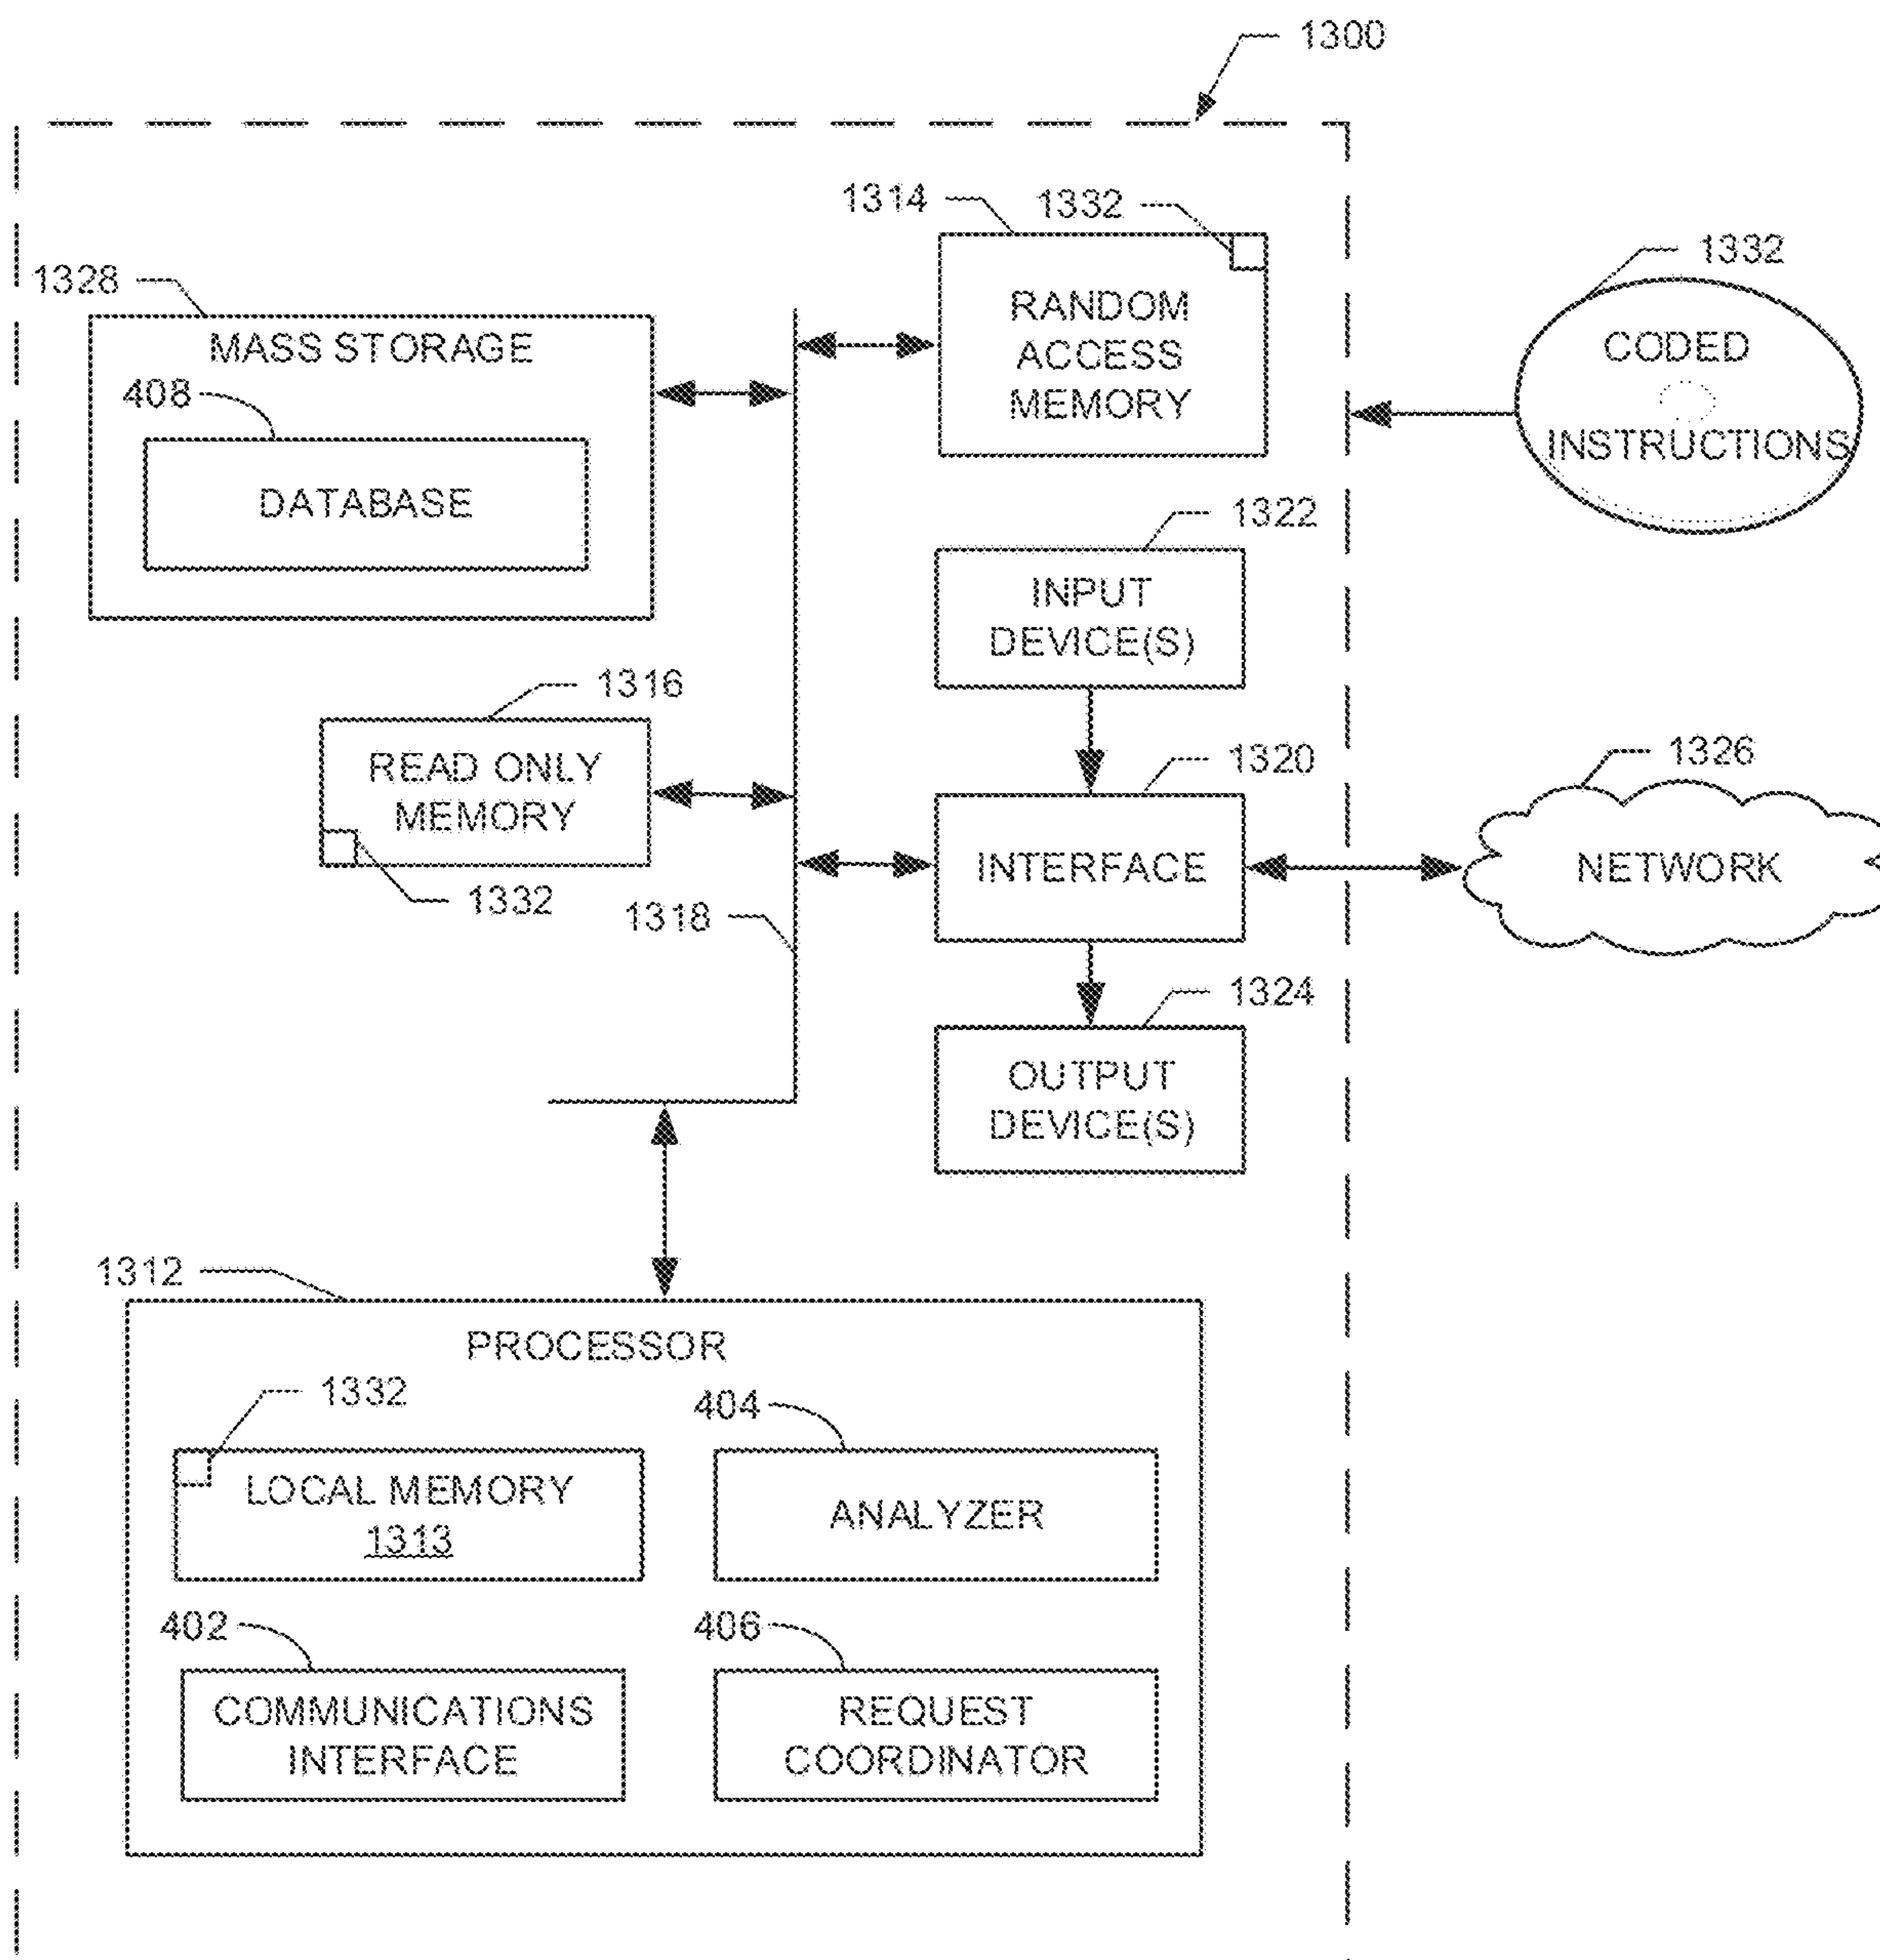 1300
1314
1332
1328
MASS STORAGE
408
DATABASE
RANDOM
ACCESS
MEMORY
1332
CODED
INSTRUCTIONS
1322
INPUT
DEVICE(S)
1316
READ ONLY
MEMORY
1332
1318
1320
INTERFACE
1326
NETWORK
1324
OUTPUT
DEVICE(S)
1312
PROCESSOR
1332
LOCAL MEMORY
1313
404
ANALYZER
402
COMMUNICATIONS
INTERFACE
406
REQUEST
COORDINATOR